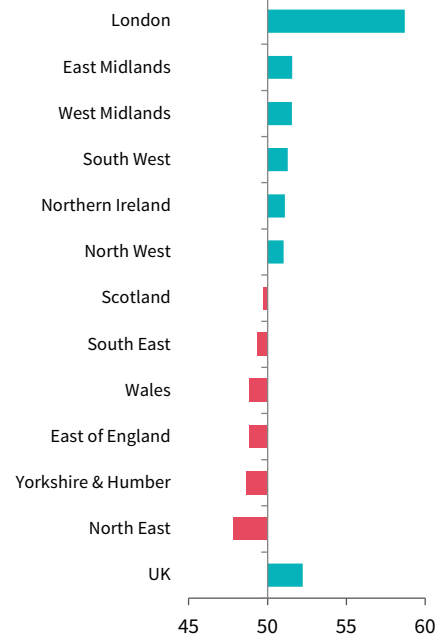 London
East Midlands
West Midlands
South West
Northern Ireland
North West
Scotland
South East
Wales
East of England
Yorkshire & Humber
North East
UK
45 50 55 60